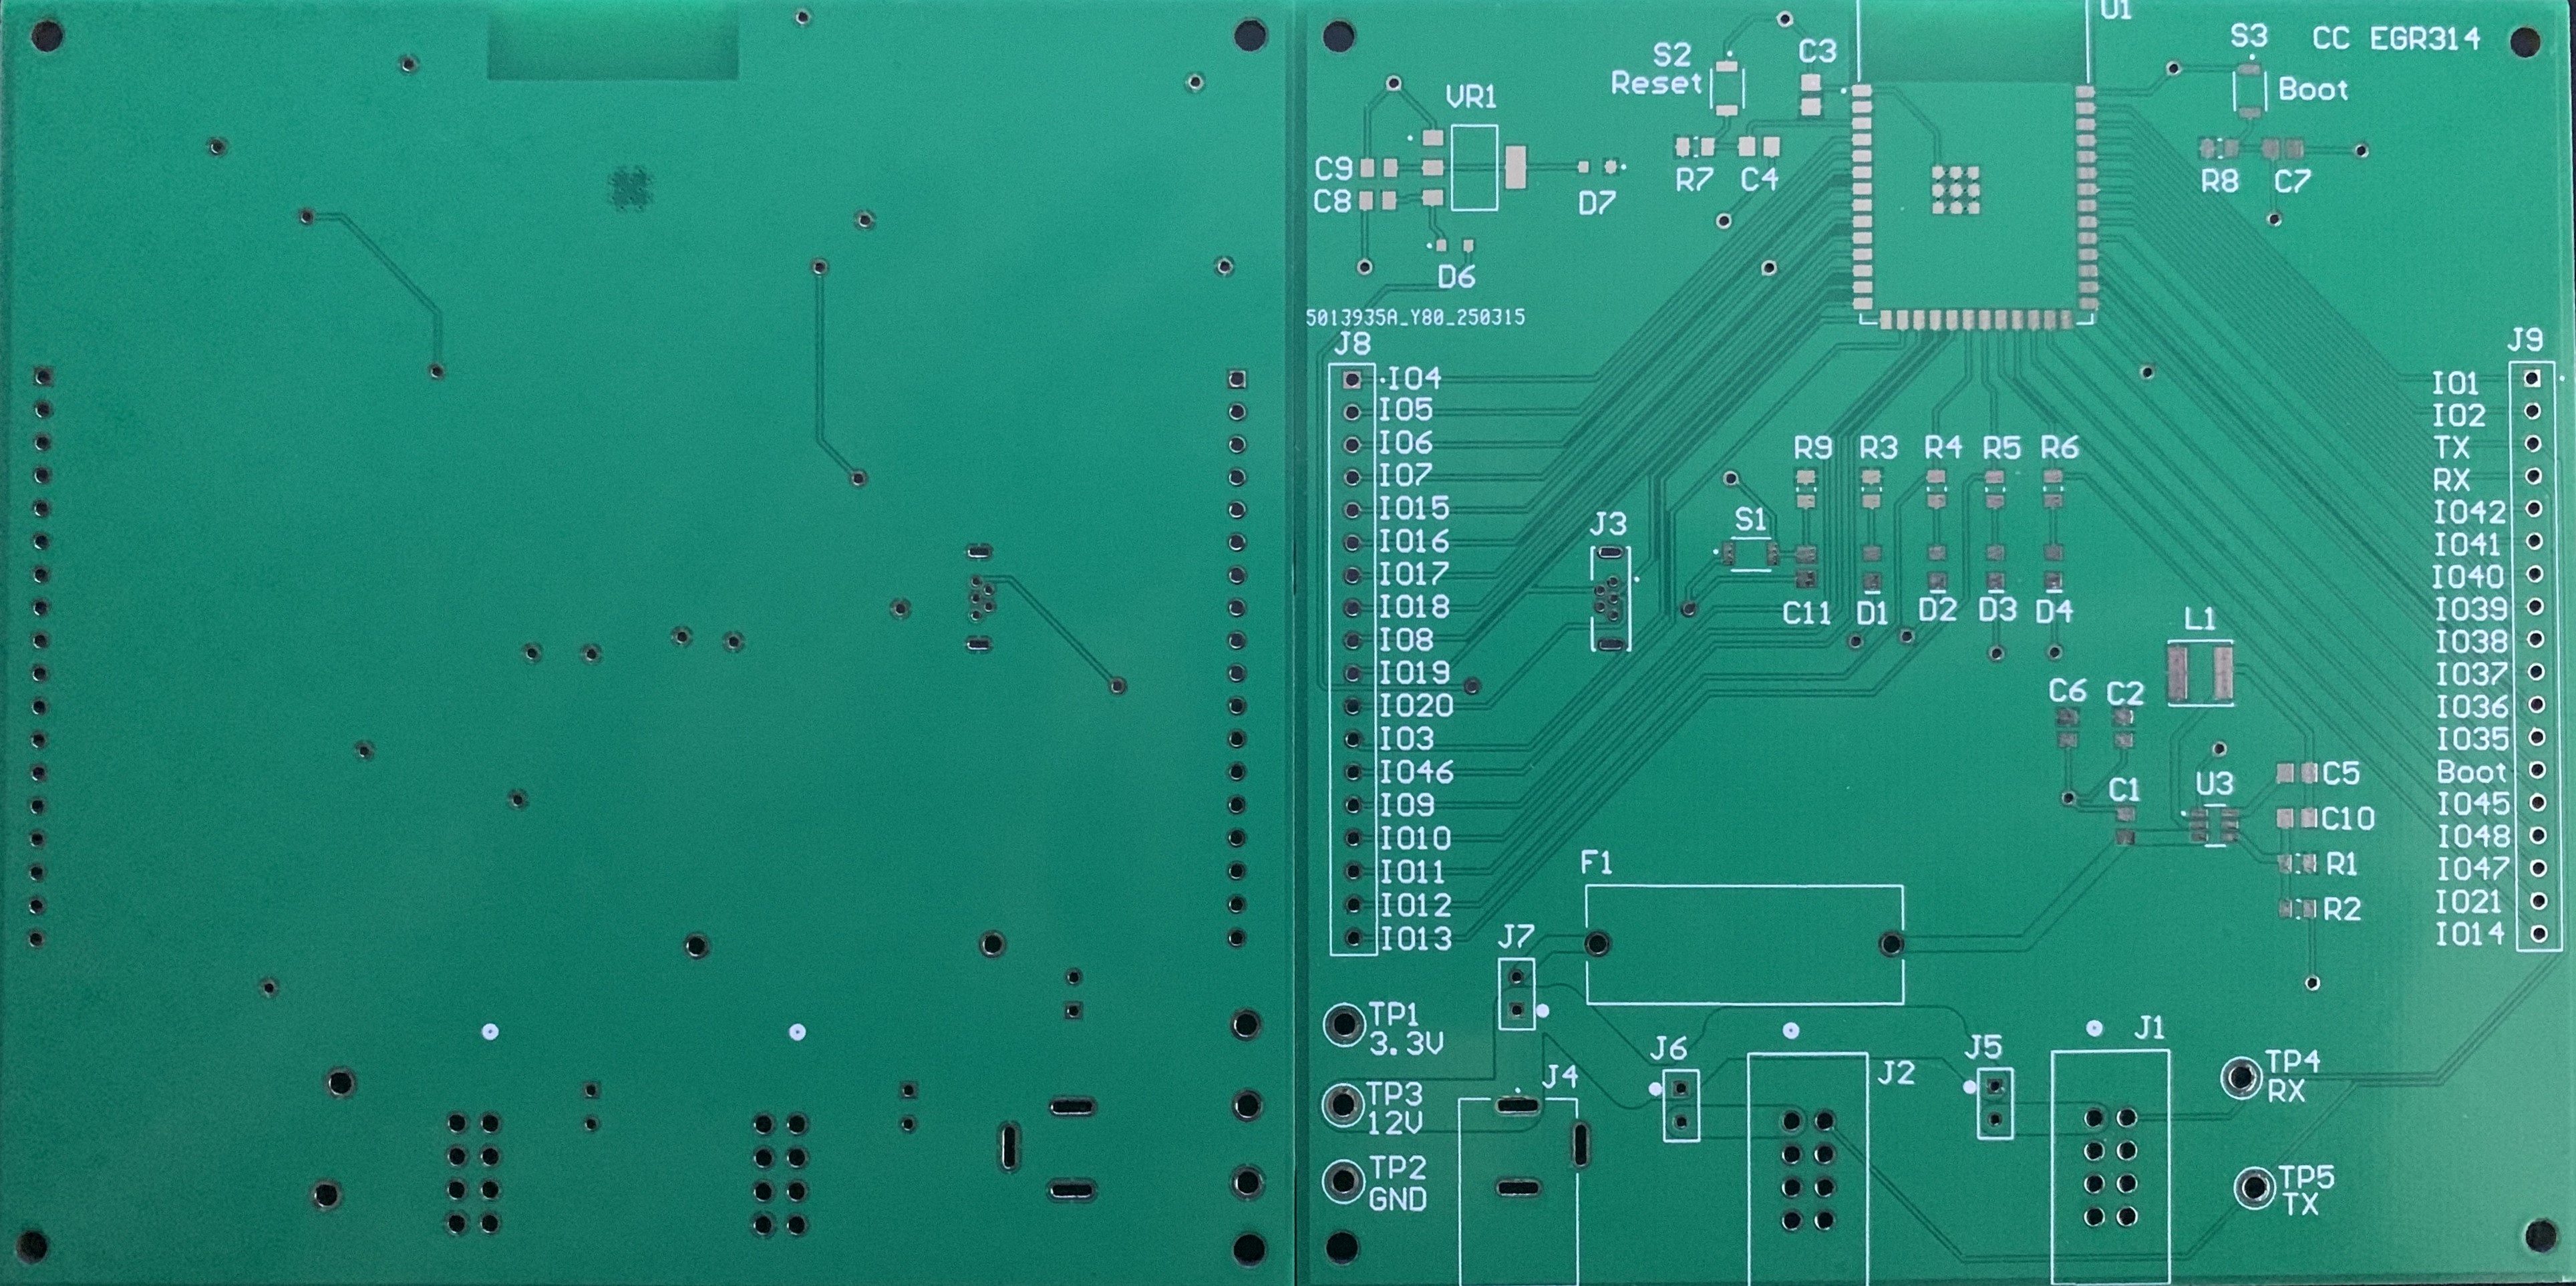 U1
S3
CC EGR314
S2
Reset
C3
Boot
VR1
C9
C8
R7
C4
D7
R8
C7
D6
5013935A_Y80_250315
J8
J9
IO4
IO5
IO6
IO7
IO15
IO16
IO17
IO18
IO8
IO19
IO20
IO3
IO46
IO9
IO10
IO11
IO12
IO13
R9
R3
R4
R5
R6
J3
S1
C11
D1
D2
D3
D4
L1
C6
C2
C1
U3
C5
C10
R1
R2
IO1
IO2
TX
RX
IO42
IO41
IO40
IO39
IO38
IO37
IO36
IO35
Boot
IO45
IO48
IO47
IO21
IO14
F1
J7
TP1
3.3V
TP3
12V
TP2
GND
J4
J6
J2
J5
J1
TP4
RX
TP5
TX